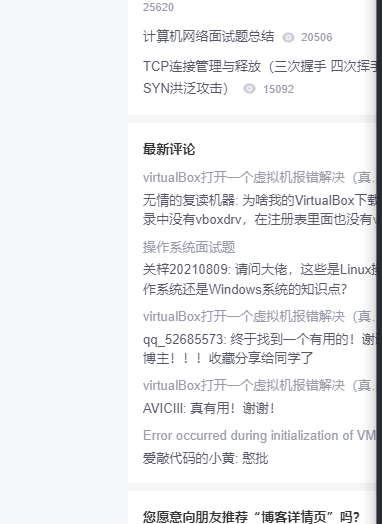 25620
计算机网络面试题总结 20506
TCP连接管理与释放（三次握手 四次挥手
SYN洪泛攻击） 15092
最新评论
virtualBox打开一个虚拟机报错解决（真...
无情的复读机器: 为啥我的VirtualBox下载
录中没有vboxdrv，在注册表里面也没有v
操作系统面试题
关梓20210809: 请问大佬，这些是Linux操
作系统还是Windows系统的知识点？
virtualBox打开一个虚拟机报错解决（真...
qq_52685573: 终于找到一个有用的！谢谢
博主！！！收藏分享给同学了
virtualBox打开一个虚拟机报错解决（真...
AVICIII: 真有用！谢谢！
Error occurred during initialization of VM
爱敲代码的小黄: 憨批
您愿意向朋友推荐“博客详情页”吗？